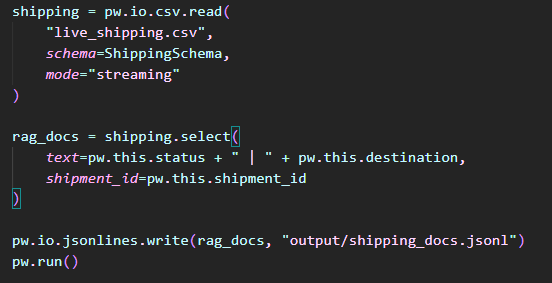 shipping = pw.io.csv.read(
    "live_shipping.csv",
    schema=ShippingSchema,
    mode="streaming"
)

rag_docs = shipping.select(
    text=pw.this.status + " | " + pw.this.destination,
    shipment_id=pw.this.shipment_id
)

pw.io.jsonlines.write(rag_docs, "output/shipping_docs.jsonl")
pw.run()